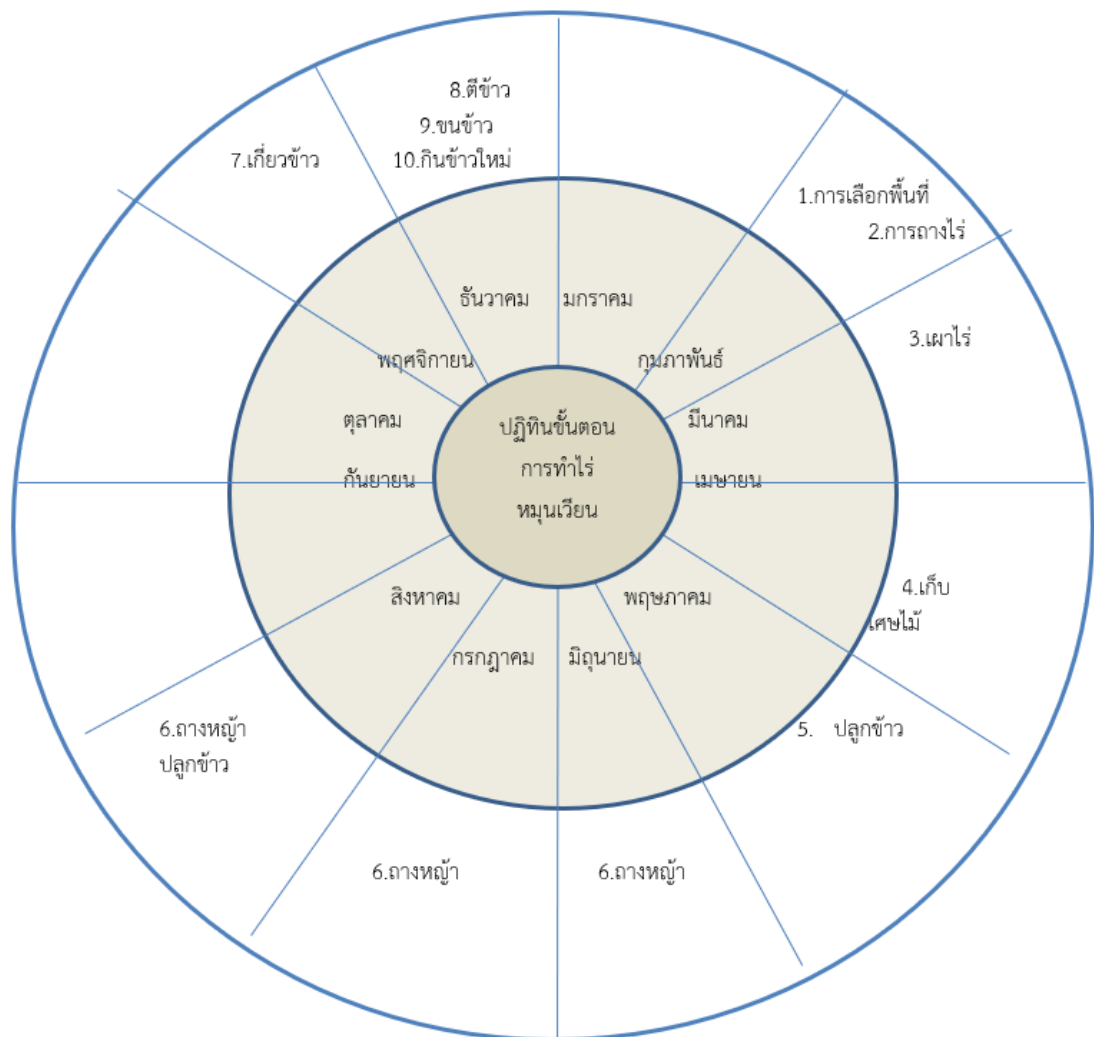 8.ตีข้าว
9.ขนข้าว
10.กินข้าวใหม่
7.เกี่ยวข้าว
1.การเลือกพื้นที่
2.การถางไร่
3.เผาไร่
ธันวาคม
มกราคม
พฤศจิกายน
กุมภาพันธ์
ตุลาคม
มีนาคม
กันยายน
เมษายน
ปฏิทินขั้นตอน
การทำไร่
หมุนเวียน
สิงหาคม
พฤษภาคม
กรกฎาคม
มิถุนายน
4.เก็บ
เศษไม้
5. ปลูกข้าว
6.ถางหญ้า
ปลูกข้าว
6.ถางหญ้า
6.ถางหญ้า